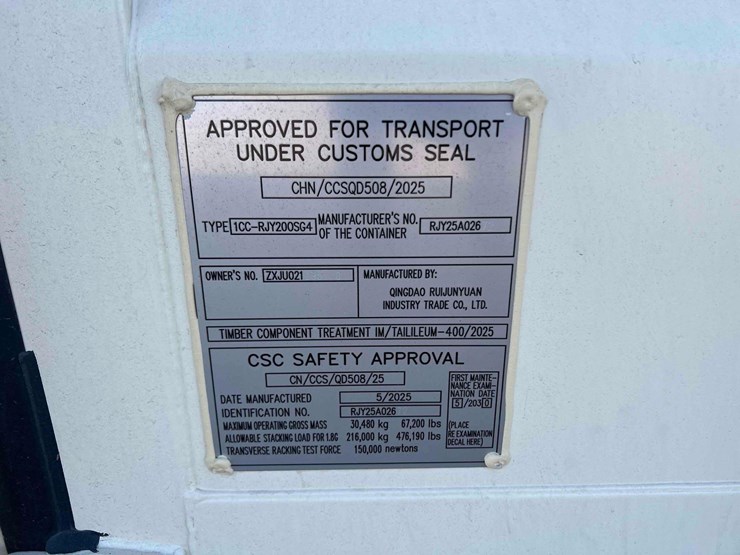 APPROVED FOR TRANSPORT
UNDER CUSTOMS SEAL
CHN/CCSQD508/2025
TYPE 1CC-RJY200SG4 MANUFACTURER'S NO. OF THE CONTAINER RJY25A026
OWNER'S NO. ZXJU021
MANUFACTURED BY:
QINGDAO RUIJUNYUAN
INDUSTRY TRADE CO., LTD.
TIMBER COMPONENT TREATMENT IM/TAILILEUM-400/2025
CSC SAFETY APPROVAL
CN/CCS/QD508/25
DATE MANUFACTURED 5/2025
IDENTIFICATION NO. RJY25A026
MAXIMUM OPERATING GROSS MASS 30,480 kg 67,200 lbs
ALLOWABLE STACKING LOAD FOR 1.8G 216,000 kg 476,190 lbs
TRANSVERSE RACKING TEST FORCE 150,000 newtons
FIRST MAINTE-
NANCE EXAMI-
NATION DATE
5/2030
(PLACE
RE EXAMINATION
DECAL HERE)